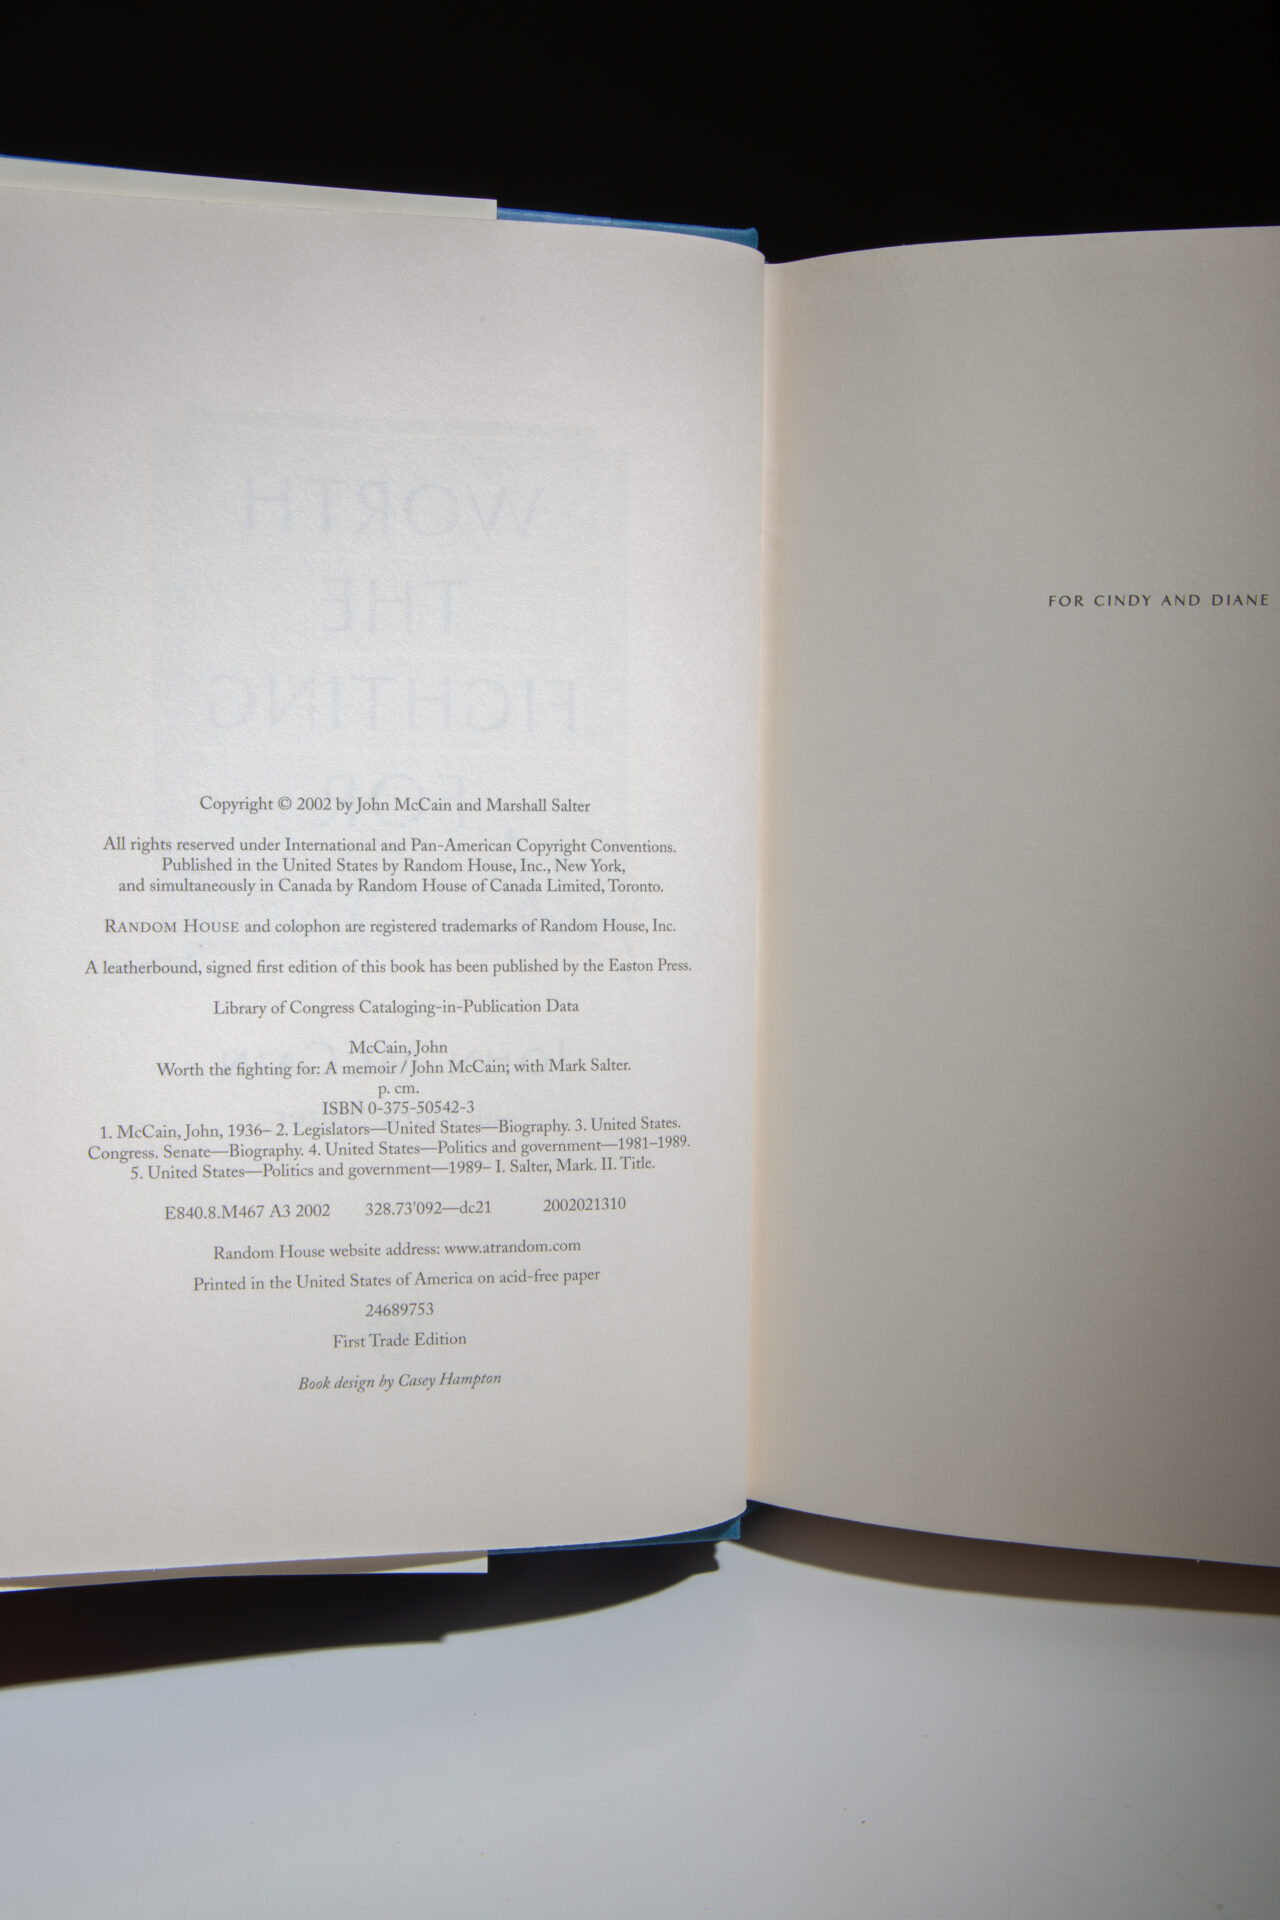 WORTH
THE
FIGHTING
FOR
Copyright © 2002 by John McCain and Marshall Salter
All rights reserved under International and Pan-American Copyright Conventions.
Published in the United States by Random House, Inc., New York,
and simultaneously in Canada by Random House of Canada Limited, Toronto.
RANDOM HOUSE and colophon are registered trademarks of Random House, Inc.
A leatherbound, signed first edition of this book has been published by the Easton Press.
Library of Congress Cataloging-in-Publication Data
McCain, John
Worth the fighting for: A memoir / John McCain; with Mark Salter.
p. cm.
ISBN 0-375-50542-3
1. McCain, John, 1936– 2. Legislators—United States—Biography. 3. United States.
Congress. Senate—Biography. 4. United States—Politics and government—1981–1989.
5. United States—Politics and government—1989– I. Salter, Mark. II. Title.
E840.8.M467 A3 2002 328.73'092—dc21 2002021310
Random House website address: www.atrandom.com
Printed in the United States of America on acid-free paper
24689753
First Trade Edition
Book design by Casey Hampton
FOR CINDY AND DIANE